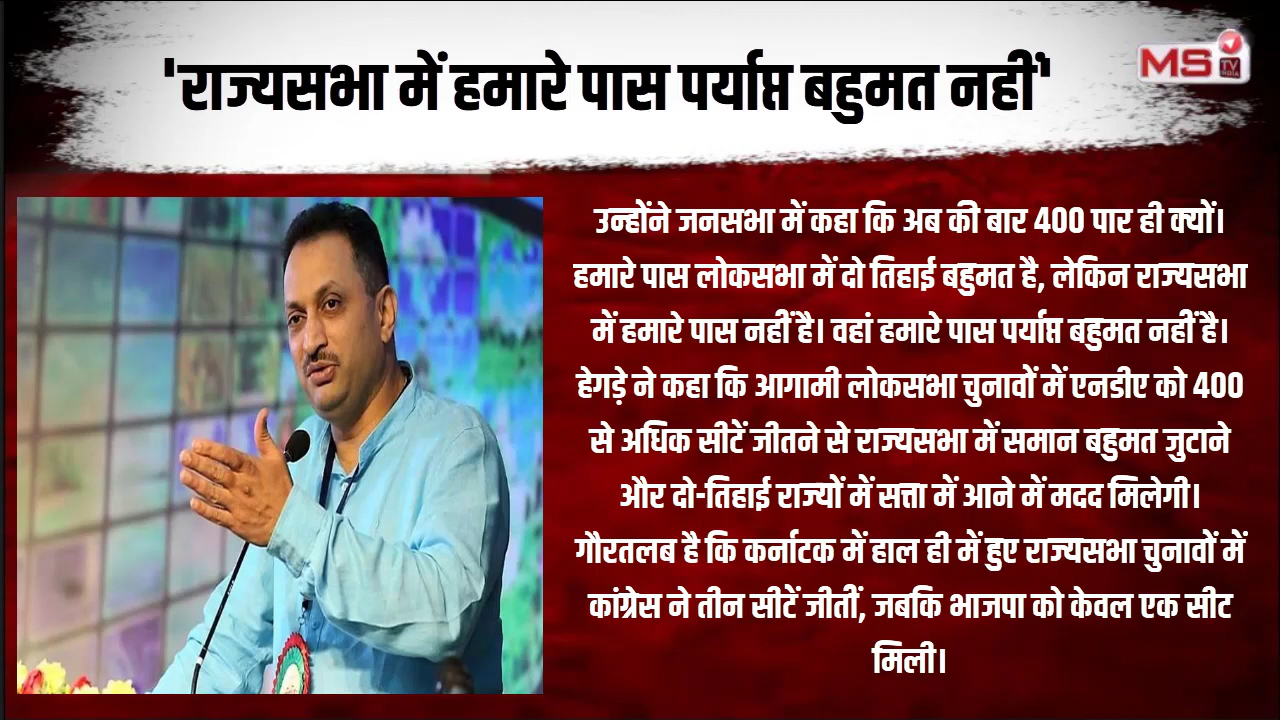 'राज्यसभा में हमारे पास पर्याप्त बहुमत नहीं'
MS
TV
INDIA
उन्होंने जनसभा में कहा कि अब की बार 400 पार ही क्यों।
हमारे पास लोकसभा में दो तिहाई बहुमत है, लेकिन राज्यसभा
में हमारे पास नहीं है। वहां हमारे पास पर्याप्त बहुमत नहीं है।
हेगड़े ने कहा कि आगामी लोकसभा चुनावों में एनडीए को 400
से अधिक सीटें जीतने से राज्यसभा में समान बहुमत जुटाने
और दो-तिहाई राज्यों में सत्ता में आने में मदद मिलेगी।
गौरतलब है कि कर्नाटक में हाल ही में हुए राज्यसभा चुनावों में
कांग्रेस ने तीन सीटें जीतीं, जबकि भाजपा को केवल एक सीट
मिली।